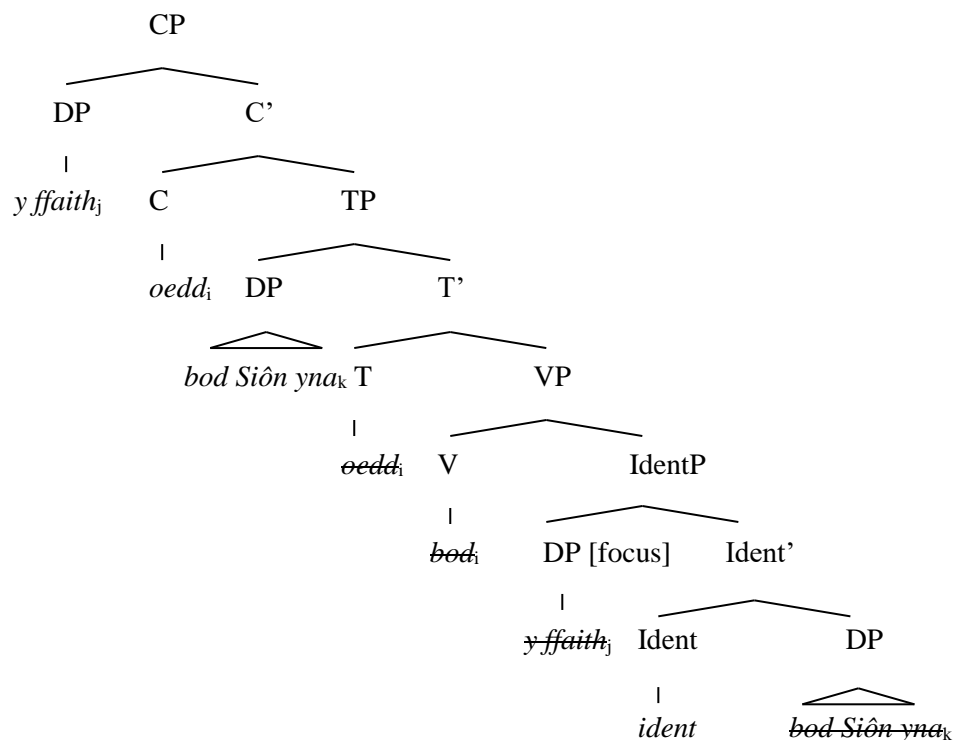 CP
DP C’
y ffaithj C TP
oeddi DP T’
bod Siôn ynak T VP
oeddi V IdentP
bodi DP [focus] Ident’
y ffaithj Ident DP
ident bod Siôn ynak